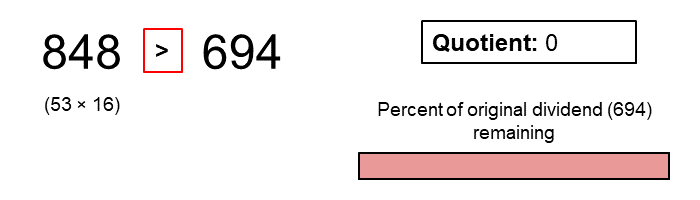 848 > 694
(53 × 16)
Quotient: 0
Percent of original dividend (694)
remaining